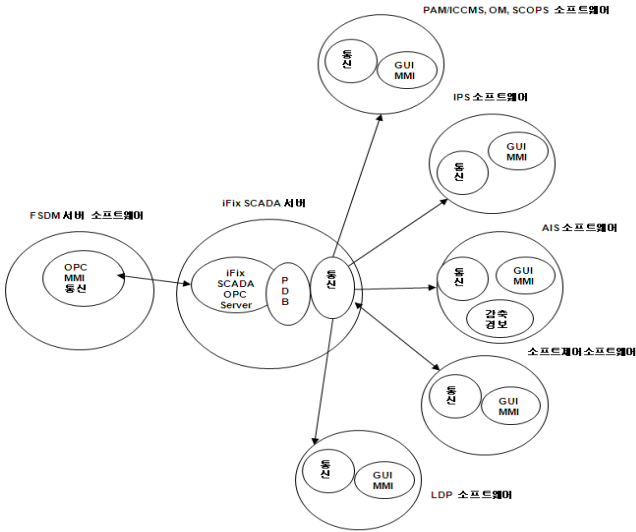 PAM/ICCMS, OM, SCOPS 소프트웨어
통
신
GUI
MMI
IPS 소프트웨어
통
신
GUI
MMI
iFix SCADA 서버
FSDM 서버 소프트웨어
AIS 소프트웨어
OPC
MMI
통신
iFix
SCADA
OPC
Server
P
D
B
통
신
통
신
GUI
MMI
감축
경보
소프트제어 소프트웨어
통
신
GUI
MMI
통
신
GUI
MMI
LDP 소프트웨어